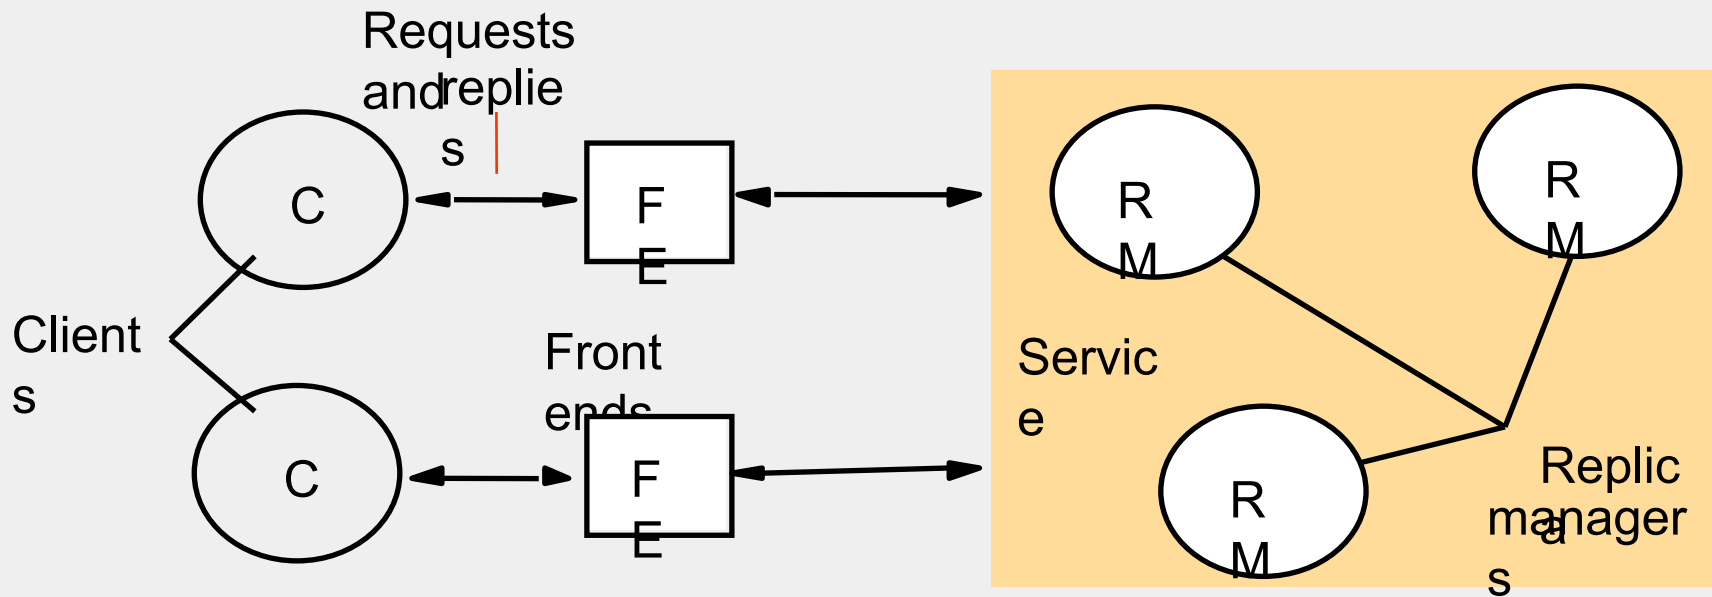 Requests
and replie
s
C
F
E
R
M
R
M
Client
s
Front
ends
Servic
e
C
F
E
R
M
Replic
a
manager
s